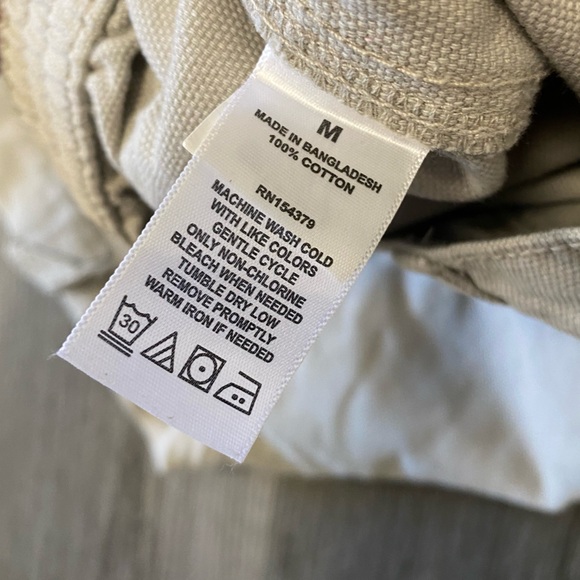 M
MADE IN BANGLADESH
100% COTTON
RN154379
MACHINE WASH COLD
WITH LIKE COLORS
GENTLE CYCLE
ONLY NON-CHLORINE
BLEACH WHEN NEEDED
TUMBLE DRY LOW
REMOVE PROMPTLY
WARM IRON IF NEEDED
30